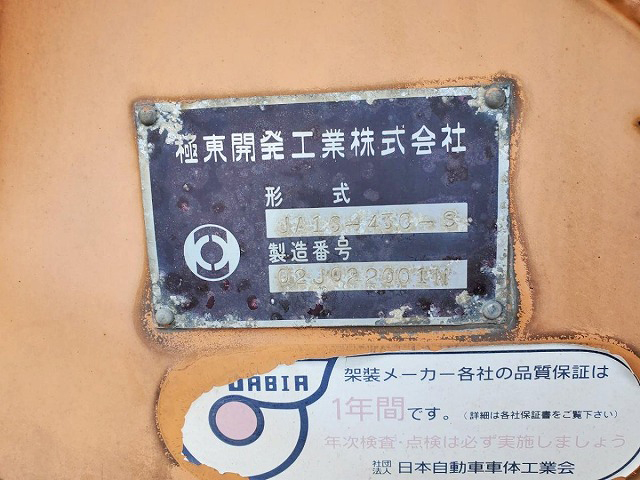 極東開発工業株式会社
形 式
製造番号
JABIA
架装メーカー各社の品質保証は
1年間です。(詳細は各社保証書をご覧下さい)
年次検査・点検は必ず実施しましょう
社団法人 日本自動車車体工業会